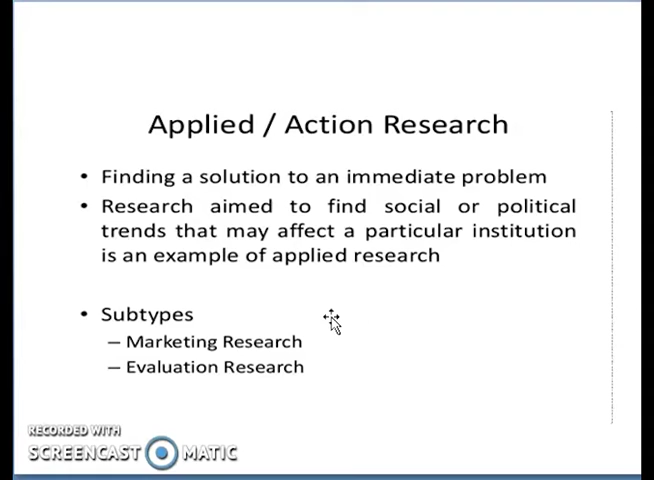 Applied / Action Research
• Finding a solution to an immediate problem
• Research aimed to find social or political
trends that may affect a particular institution
is an example of applied research
• Subtypes
– Marketing Research
– Evaluation Research
RECORDED WITH
SCREENCAST MATIC